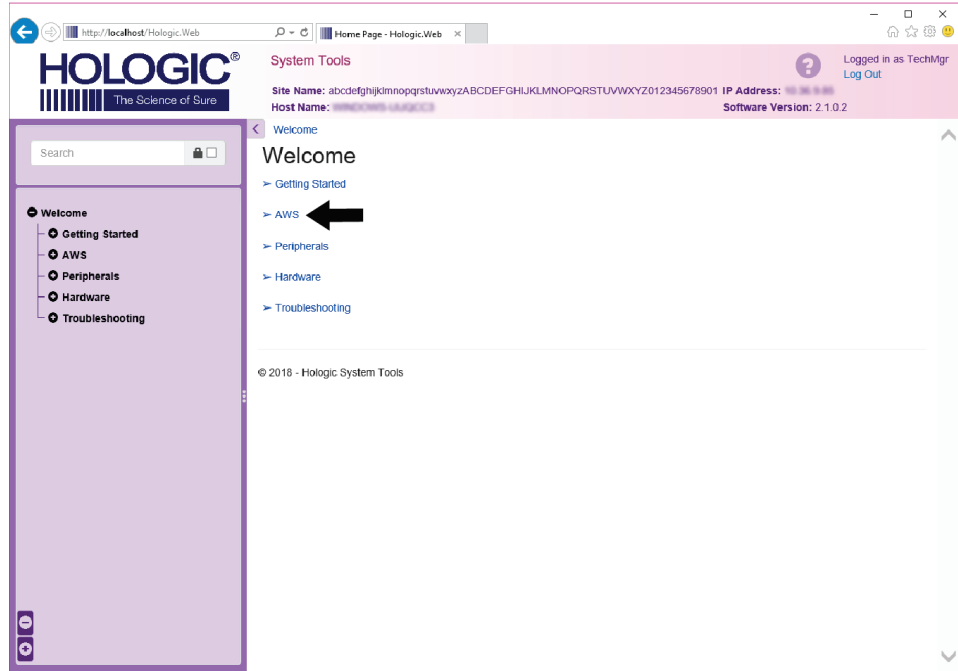 http://localhost/Hologic.Web
Home Page - Hologic.Web
HOLOGIC®
The Science of Sure
System Tools
Logged in as TechMgr
Log Out
Site Name: abcdefghijklmnopqrstuvwxyzABCDEFGHIJKLMNOPQRSTUVWXYZ012345678901 IP Address:
Host Name: Software Version: 2.1.0.2
Search
Welcome
Getting Started
AWS
Peripherals
Hardware
Troubleshooting
Welcome
Welcome
➢ Getting Started
➢ AWS
➢ Peripherals
➢ Hardware
➢ Troubleshooting
© 2018 - Hologic System Tools